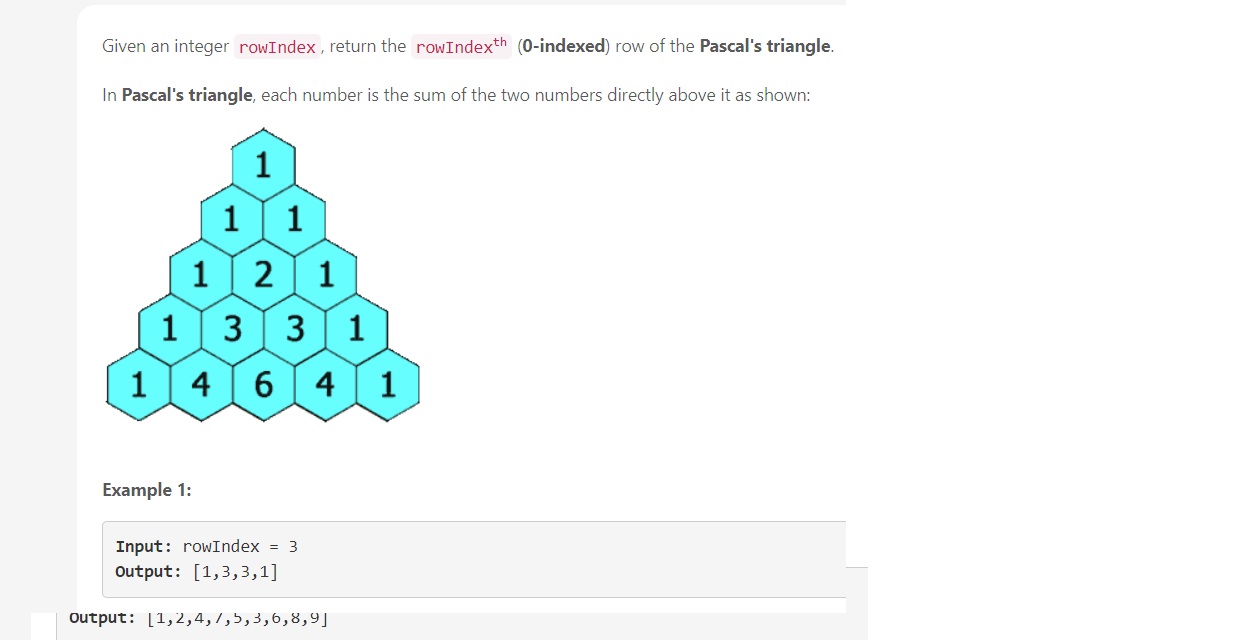 Given an integer rowIndex, return the rowIndexth (0-indexed) row of the Pascal's triangle.
In Pascal's triangle, each number is the sum of the two numbers directly above it as shown:
1
1 1
1 2 1
1 3 3 1
1 4 6 4 1
Example 1:
Input: rowIndex = 3
Output: [1,3,3,1]
Output: [1,2,4,7,5,3,6,8,9]